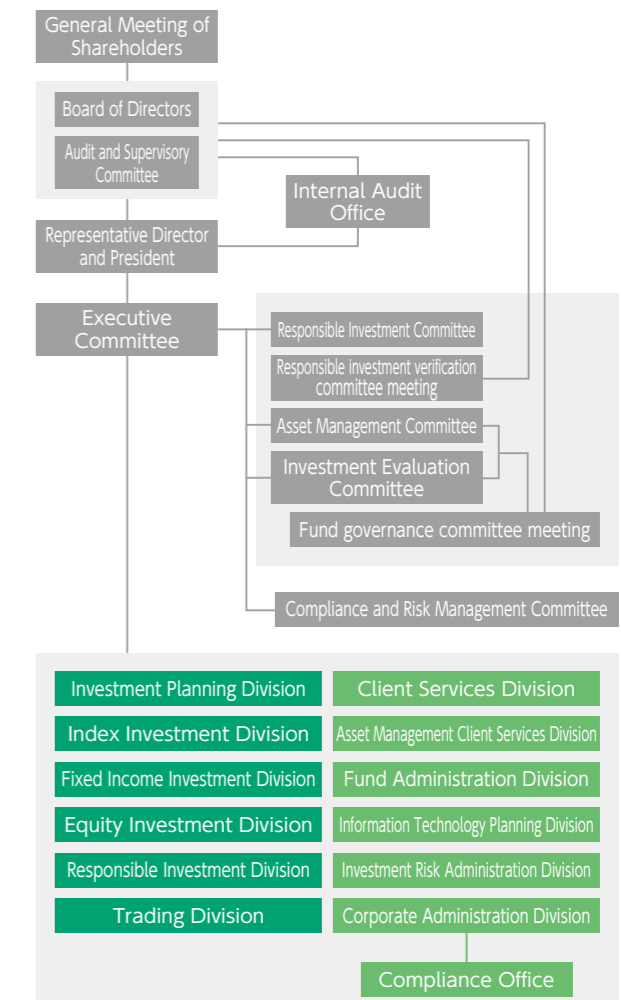 General Meeting of
Shareholders
Board of Directors
Audit and Supervisory
Committee
Internal Audit
Office
Representative Director
and President
Executive
Committee
Responsible Investment Committee
Responsible investment verification
committee meeting
Asset Management Committee
Investment Evaluation
Committee
Fund governance committee meeting
Compliance and Risk Management Committee
Investment Planning Division
Client Services Division
Index Investment Division
Asset Management Client Services Division
Fixed Income Investment Division
Fund Administration Division
Equity Investment Division
Information Technology Planning Division
Responsible Investment Division
Investment Risk Administration Division
Trading Division
Corporate Administration Division
Compliance Office